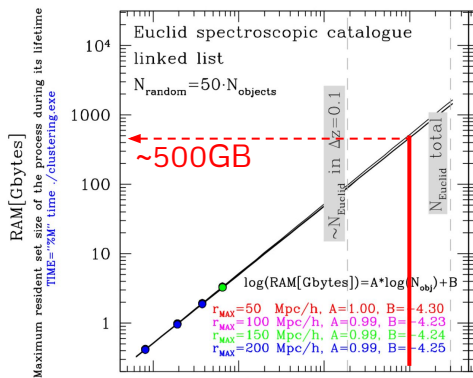 Euclid spectroscopic catalogue
linked list
N_random=50·N_objects
10⁴
1000
100
10
1
RAM[Gbytes]
Maximum resident set size of the process during its lifetime
TIME="%M" time ./clustering.exe
~500GB
~N_Euclid in Δz=0.1
N_Euclid total
log(RAM[Gbytes])=A*log(N_obj)+B
r_MAX=50 Mpc/h, A=1.00, B=-4.30
r_MAX=100 Mpc/h, A=0.99, B=-4.23
r_MAX=150 Mpc/h, A=0.99, B=-4.24
r_MAX=200 Mpc/h, A=0.99, B=-4.25